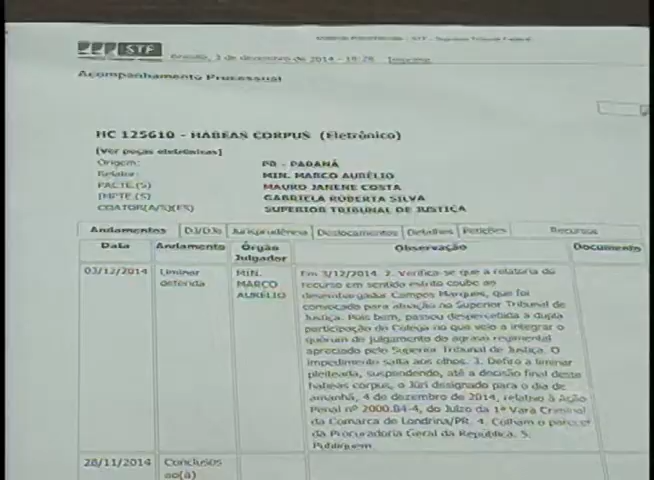 STF
Brasília, 3 de dezembro de 2014 - 18:28 Imprimir
Acompanhamento Processual
HC 125610 - HABEAS CORPUS (Eletrônico)
[Ver peças eletrônicas]
Origem: PR - PARANÁ
Relator: MIN. MARCO AURÉLIO
PACTE.(S) MAURO JANENE COSTA
IMPTE.(S) GABRIELA ROBERTA SILVA
COATOR(A/S)(ES) SUPERIOR TRIBUNAL DE JUSTIÇA
Andamentos DJ/DJe Jurisprudência Deslocamentos Detalhes Petições Recursos
Data Andamento Órgão Julgador Observação Documento
03/12/2014 Liminar deferida MIN. MARCO AURÉLIO
Em 3/12/2014. 2. Verifica-se que a relatoria do
recurso em sentido estrito coube ao
desembargador Campos Marques, que foi
convocado para atuação no Superior Tribunal de
Justiça. Pois bem, passou despercebida a dupla
participação do Colega no que veio a integrar o
quórum de julgamento do agravo regimental
apreciado pelo Superior Tribunal de Justiça. O
impedimento salta aos olhos. 3. Defiro a liminar
pleiteada, suspendendo, até a decisão final deste
habeas corpus, o Júri designado para o dia de
amanhã, 4 de dezembro de 2014, relativo à Ação
Penal nº 2000.84-4, do Juízo da 1ª Vara Criminal
da Comarca de Londrina/PR. 4. Colham o parecer
da Procuradoria Geral da República. 5.
Publiquem.
28/11/2014 Conclusos
ao(à)